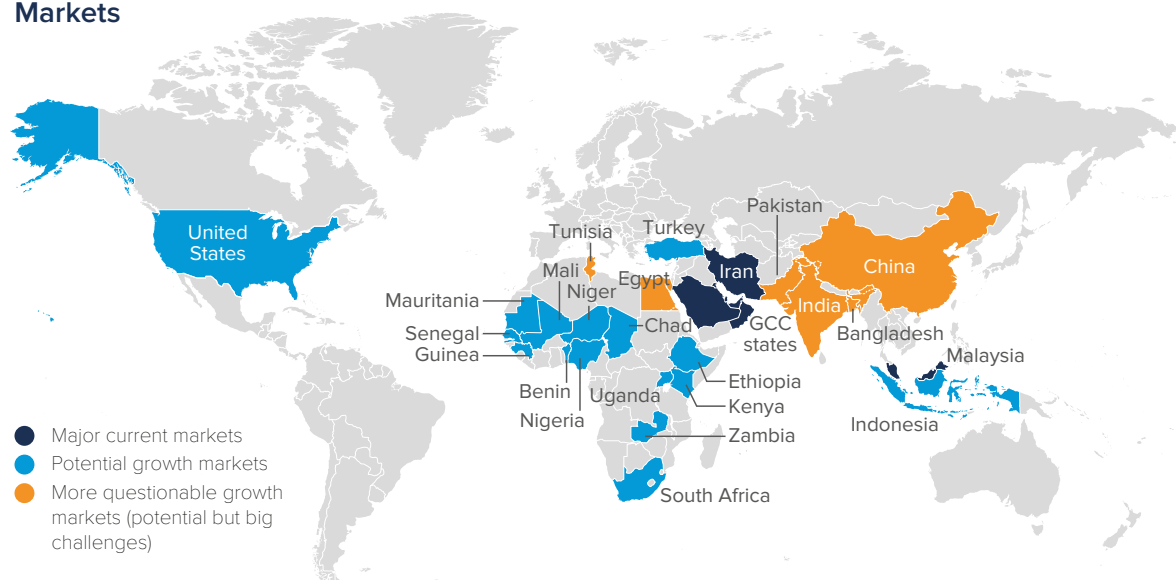 Markets
United
States
Pakistan
Turkey
Tunisia
Iran
China
Mali
Egypt
Niger
India
Mauritania
Chad
GCC
states
Senegal
Bangladesh
Guinea
Malaysia
Ethiopia
Benin
Uganda
Kenya
Nigeria
Indonesia
Zambia
South Africa
Major current markets
Potential growth markets
More questionable growth
markets (potential but big
challenges)